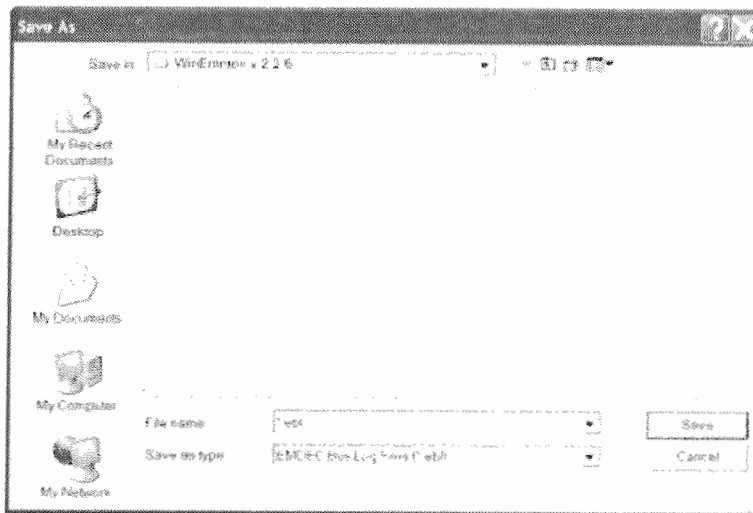 Save As
Save in
My Recent
Documents
Desktop
My Documents
My Computer
My Network
File name
Save as type
Save
Cancel